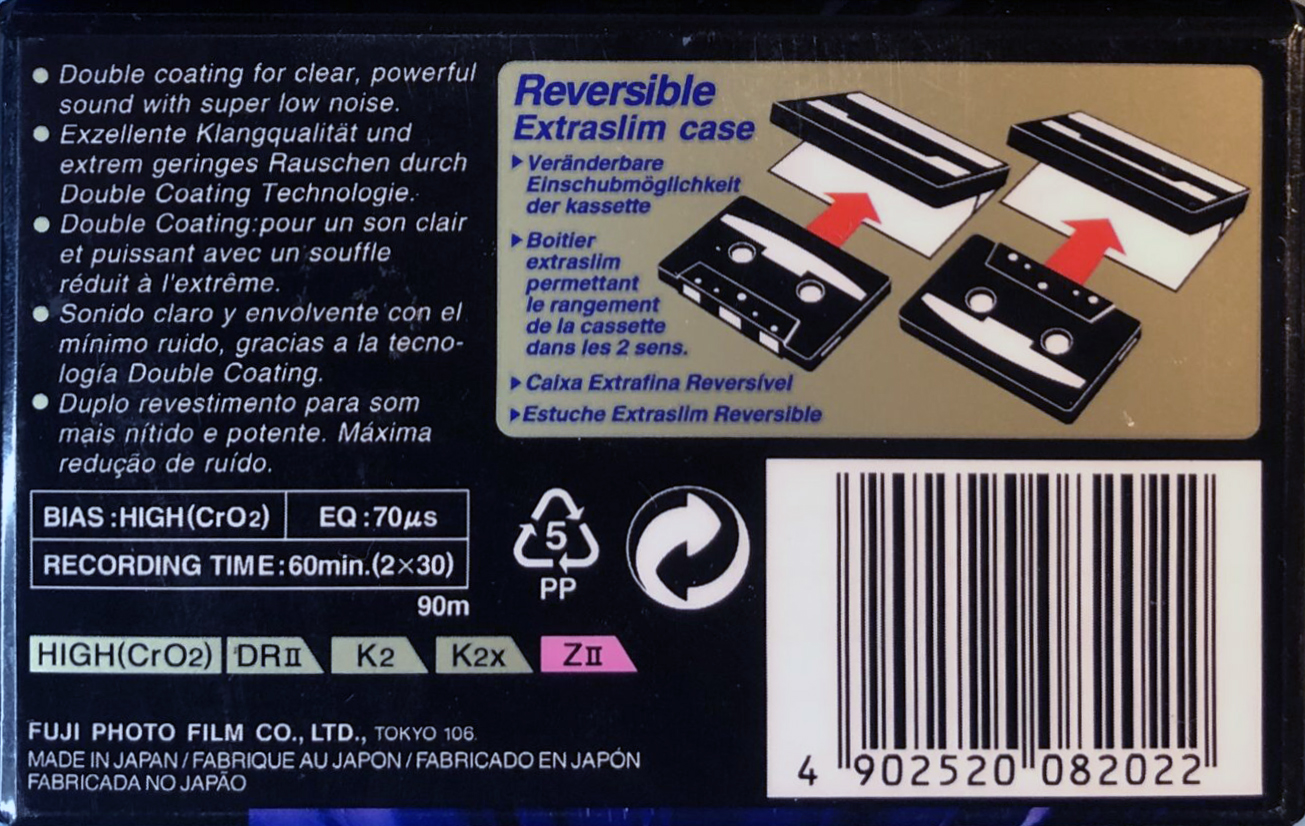 ● Double coating for clear, powerful
sound with super low noise.
● Exzellente Klangqualität und
extrem geringes Rauschen durch
Double Coating Technologie.
● Double Coating:pour un son clair
et puissant avec un souffle
réduit à l'extrême.
● Sonido claro y envolvente con el
mínimo ruido, gracias a la tecno-
logía Double Coating.
● Duplo revestimento para som
mais nítido e potente. Máxima
redução de ruído.
Reversible
Extraslim case
▶ Veränderbare
Einschubmöglichkeit
der kassette
▶ Boitier
extraslim
permettant
le rangement
de la cassette
dans les 2 sens.
▶ Caixa Extrafina Reversível
▶ Estuche Extraslim Reversible
BIAS :HIGH(CrO2) EQ :70μs
RECORDING TIME:60min.(2×30)
90m
5
PP
HIGH(CrO2) DRII K2 K2x ZII
FUJI PHOTO FILM CO., LTD., TOKYO 106.
MADE IN JAPAN / FABRIQUE AU JAPON / FABRICADO EN JAPÓN
FABRICADA NO JAPÃO
4 902520 082022